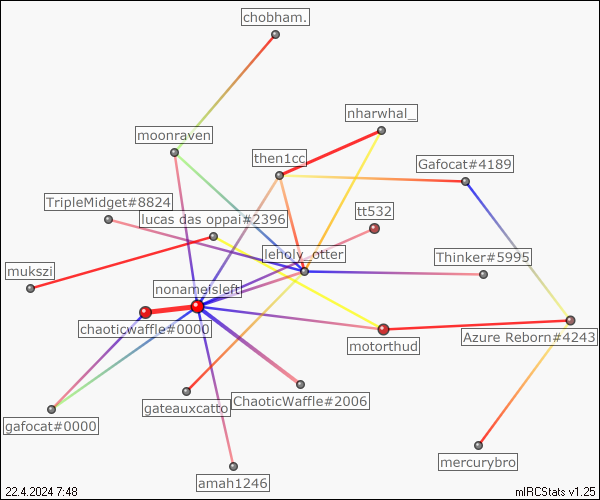 chobham.
nharwhal_
moonraven
then1cc
Gafocat#4189
TripleMidget#8824
tt532
lucas das oppai#2396
leholy_otter
Thinker#5995
mukszi
nonameisleft
chaoticwaffle#0000
Azure Reborn#4243
motorthud
ChaoticWaffle#2006
gateauxcatto
gafocat#0000
mercurybro
amah1246
22.4.2024 7:48
mIRCStats v1.25